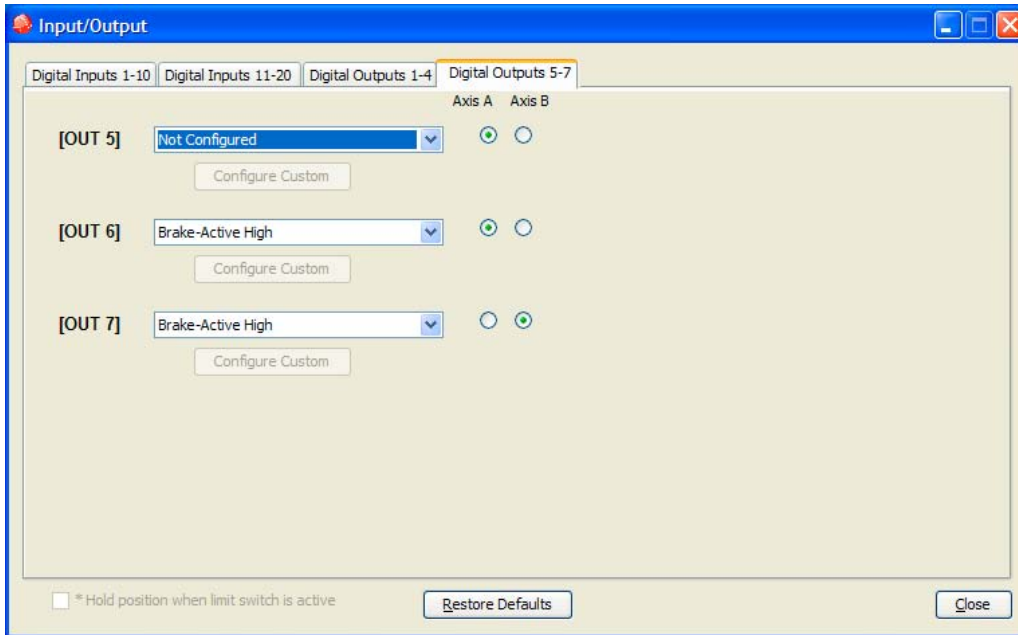 Input/Output
Digital Inputs 1-10 Digital Inputs 11-20 Digital Outputs 1-4 Digital Outputs 5-7
Axis A Axis B
[OUT 5] Not Configured
Configure Custom
[OUT 6] Brake-Active High
Configure Custom
[OUT 7] Brake-Active High
Configure Custom
* Hold position when limit switch is active Restore Defaults Close